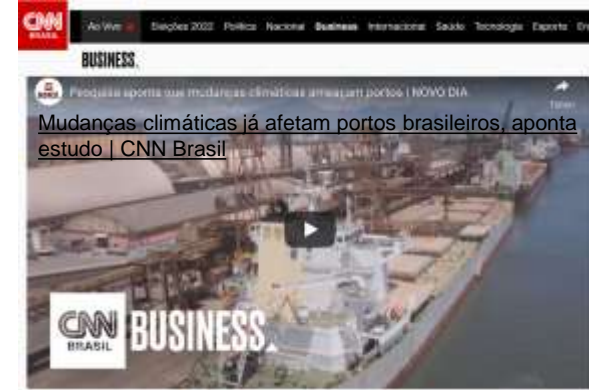 CNN
BRASIL
Ao Vivo Eleições 2022 Política Nacional Business Internacional Saúde Tecnologia Esporte
BUSINESS.
Pesquisa aponta que mudanças climáticas ameaçam portos | NOVO DIA
Mudanças climáticas já afetam portos brasileiros, aponta
estudo | CNN Brasil
CNN
BRASIL
BUSINESS.